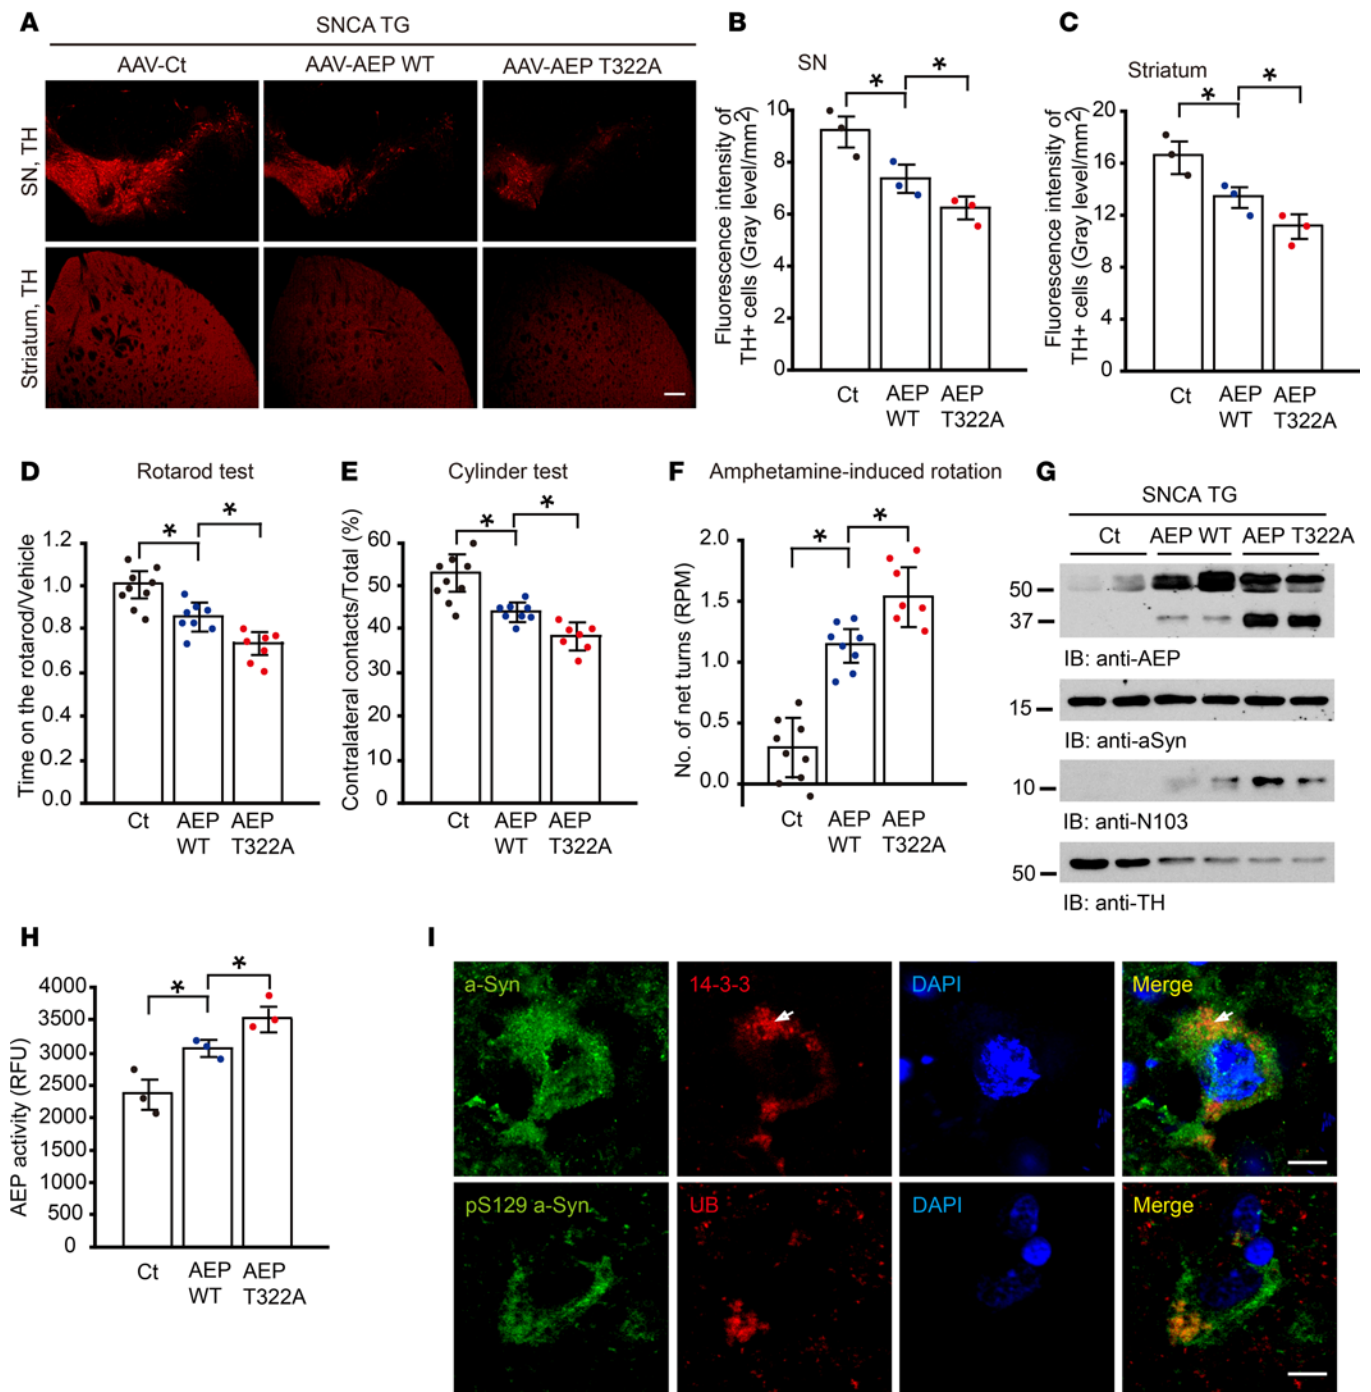 A
SNCA TG
AAV-Ct
AAV-AEP WT
AAV-AEP T322A
SN, TH
Striatum, TH
B
SN
Fluorescence intensity of
TH+ cells (Gray level/mm2)
10
8
6
4
2
0
*
*
Ct
AEP
WT
AEP
T322A
C
Striatum
Fluorescence intensity of
TH+ cells (Gray level/mm2)
20
16
12
8
4
0
*
*
Ct
AEP
WT
AEP
T322A
D
Rotarod test
Time on the rotarod/Vehicle
1.2
1.0
0.8
0.6
0.4
0.2
0.0
*
*
Ct
AEP
WT
AEP
T322A
E
Cylinder test
Contralateral contacts/Total (%)
60
50
40
30
20
10
0
*
*
Ct
AEP
WT
AEP
T322A
F
Amphetamine-induced rotation
No. of net turns (RPM)
2.0
1.5
1.0
0.5
0.0
*
*
Ct
AEP
WT
AEP
T322A
G
SNCA TG
Ct
AEP WT
AEP T322A
50
37
IB: anti-AEP
15
IB: anti-aSyn
10
IB: anti-N103
50
IB: anti-TH
H
AEP activity (RFU)
4000
3500
3000
2500
2000
1500
1000
500
0
*
*
Ct
AEP
WT
AEP
T322A
I
a-Syn
14-3-3
DAPI
Merge
pS129 a-Syn
UB
DAPI
Merge